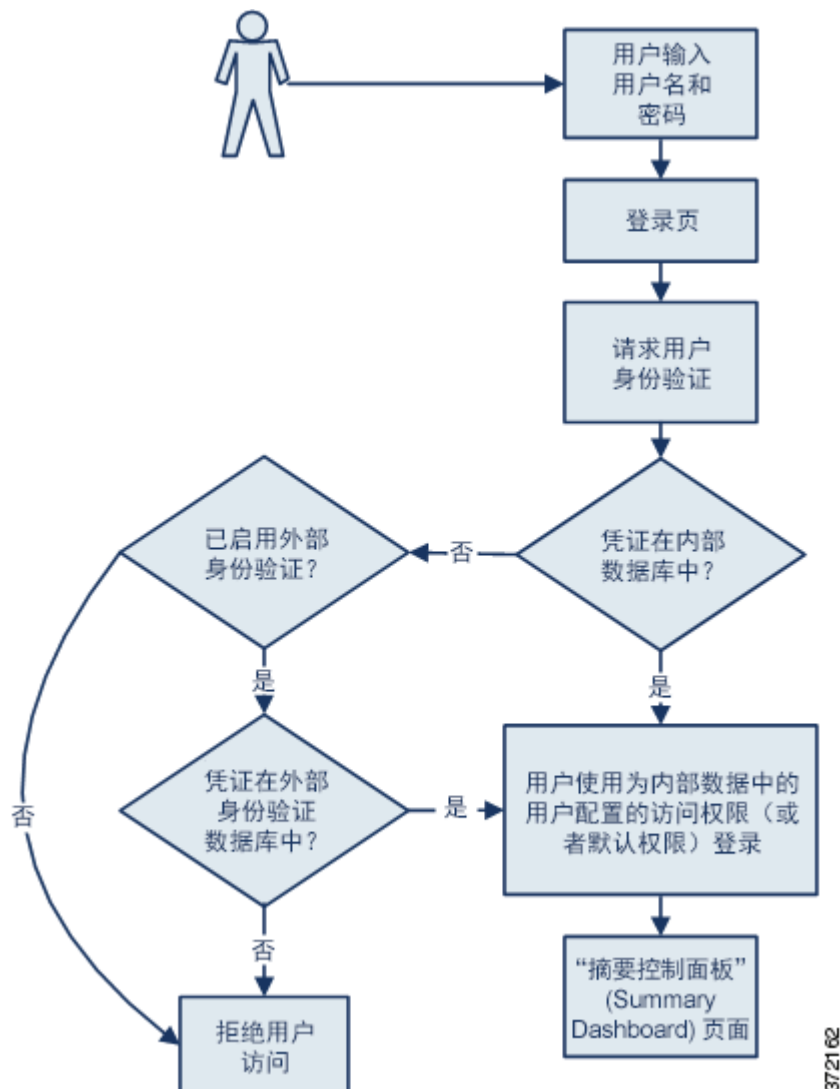 用户输入
用户名和
密码
登录页
请求用户
身份验证
凭证在内部
数据库中？
否
已启用外部
身份验证？
是
是
凭证在外部
身份验证
数据库中？
是
用户使用为内部数据中的
用户配置的访问权限（或
者默认权限）登录
否
否
拒绝用户
访问
“摘要控制面板”
(Summary
Dashboard) 页面
372162